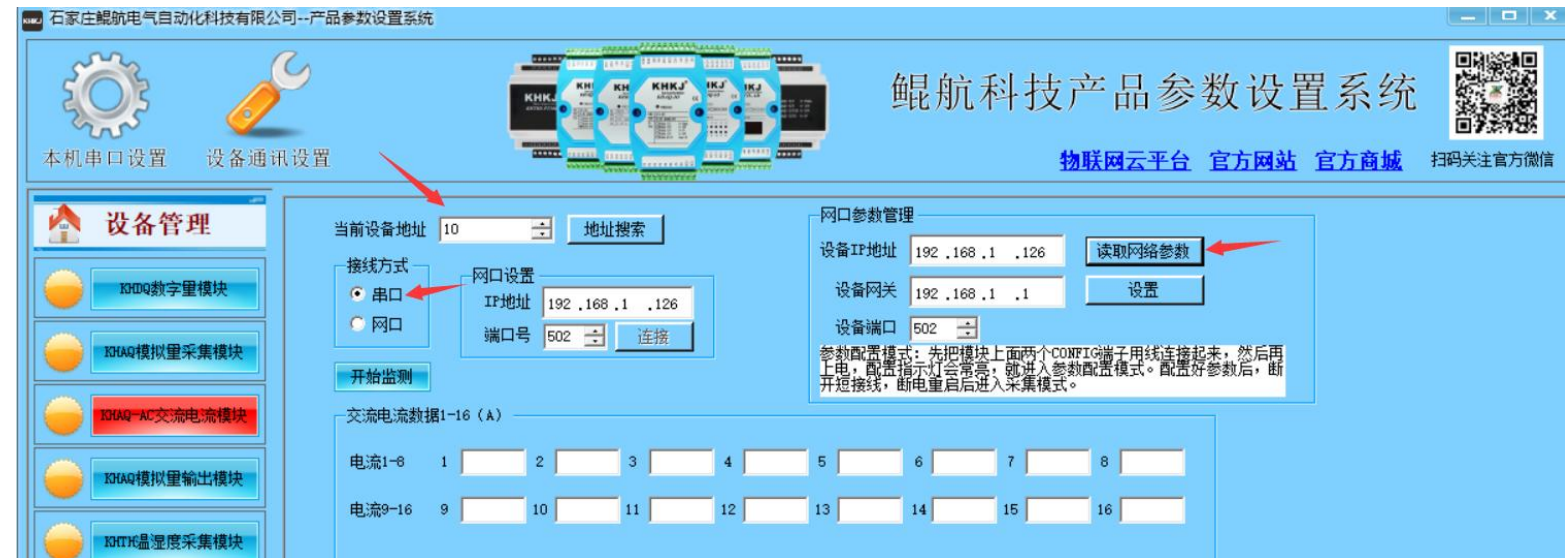 石家庄鲲航电气自动化科技有限公司--产品参数设置系统
本机串口设置 设备通讯设置
KHKJ
鲲航科技产品参数设置系统
物联网云平台 官方网站 官方商城 扫码关注官方微信
设备管理
KHDQ数字里模块
KHAQ模拟里采集模块
KHAQ-AC交流电流模块
KHAQ模拟里输出模块
KHTH温湿度采集模块
当前设备地址 10 地址搜索
接线方式
串口
网口
网口设置
IP地址 192 .168 .1 .126
端口号 502 连接
开始监测
网口参数管理
设备IP地址 192 .168 .1 .126 读取网络参数
设备网关 192 .168 .1 .1 设置
设备端口 502
参数配置模式：先把模块上面两个CONFIG端子用线连接起来，然后再
上电，配置指示灯会常亮，就进入参数配置模式。配置好参数后，断
开短接线，断电重启后进入采集模式。
交流电流数据1-16（A）
电流1-8 1 2 3 4 5 6 7 8
电流9-16 9 10 11 12 13 14 15 16